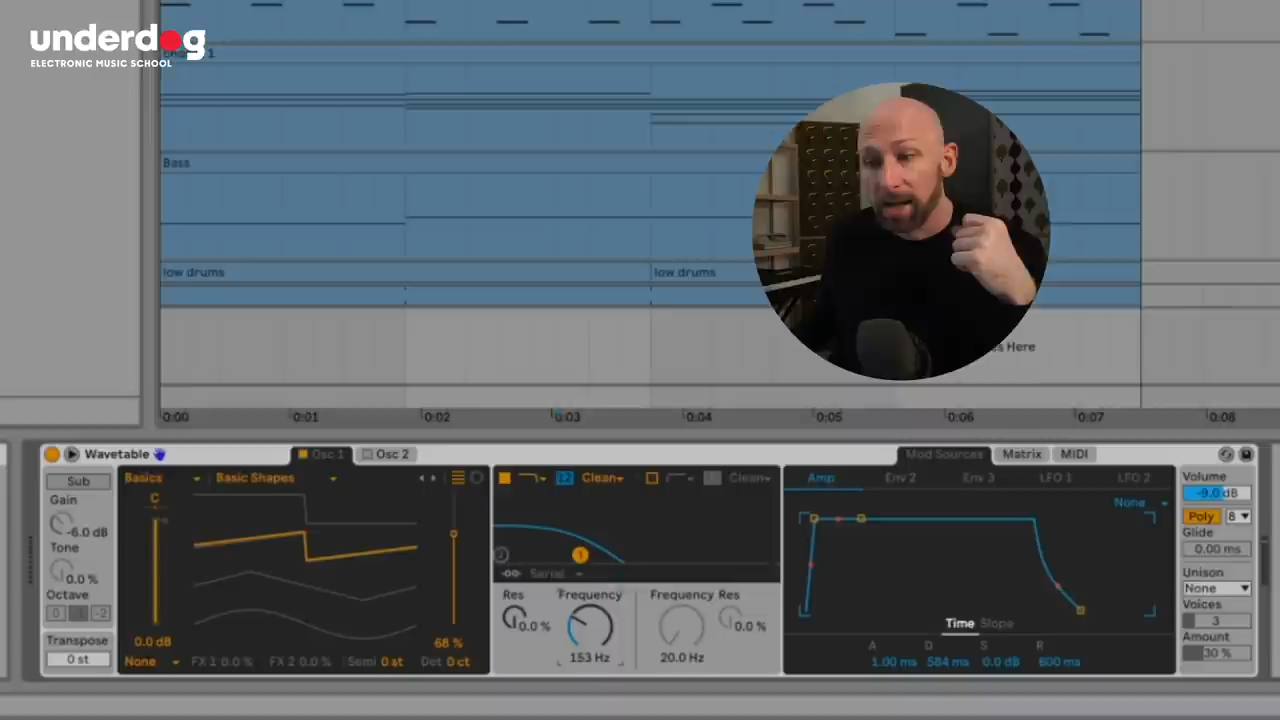 underdog
ELECTRONIC MUSIC SCHOOL
Bass
low drums
low drums
s Here
0:00
0:01
0:02
0:03
0:04
0:05
0:06
0:07
0:08
Wavetable
Osc 1
Osc 2
Mod Sources
Matrix
MIDI
Sub
Gain
-6.0 dB
Tone
0.0 %
Octave
0
-2
Transpose
0 st
Basics
Basic Shapes
C
0.0 dB
68 %
None
FX 1 0.0 %
FX 2 0.0 %
Semi 0 st
Det 0 ct
12
Clean
Clean
1
Serial
Res
0.0 %
Frequency
153 Hz
Frequency
20.0 Hz
Res
0.0 %
Amp
Env 2
Env 3
LFO 1
LFO 2
None
Time
Slope
A
D
S
R
1.00 ms
584 ms
0.0 dB
600 ms
Volume
-9.0 dB
Poly
8
Glide
0.00 ms
Unison
None
Voices
3
Amount
30 %